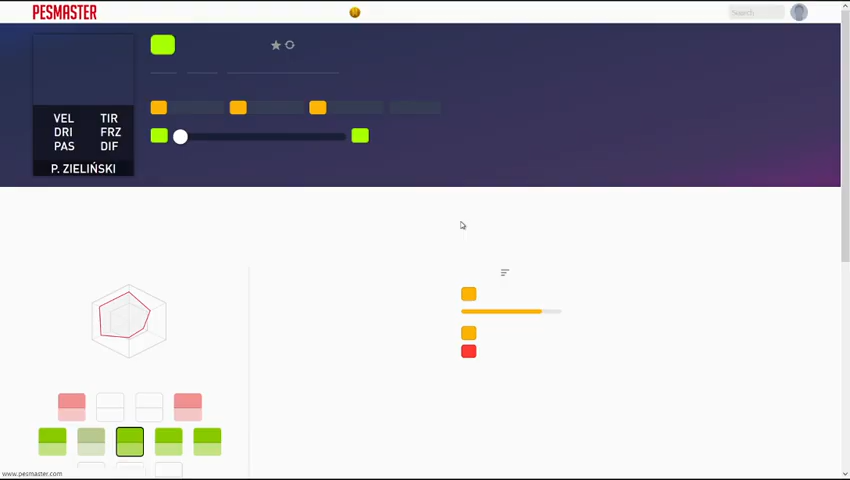 PESMASTER
Search
VEL TIR
DRI FRZ
PAS DIF
P. ZIELIŃSKI
www.pesmaster.com